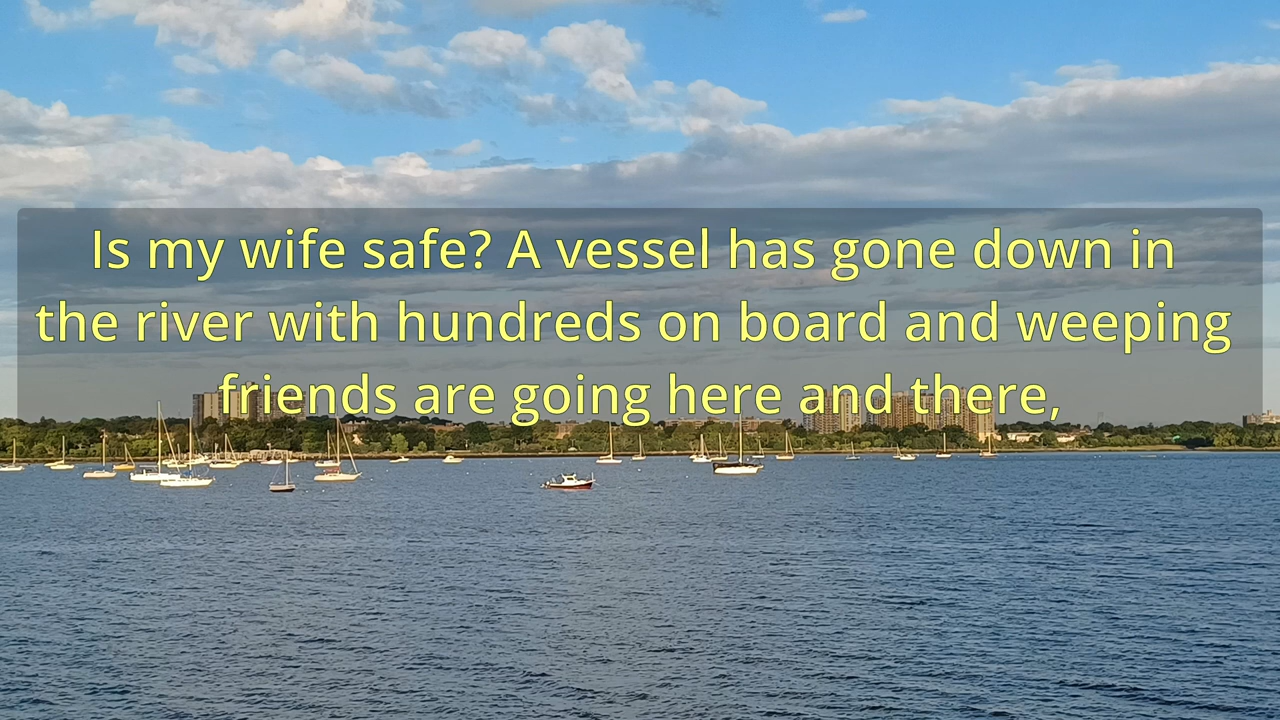 Is my wife safe? A vessel has gone down in
the river with hundreds on board and weeping
friends are going here and there,